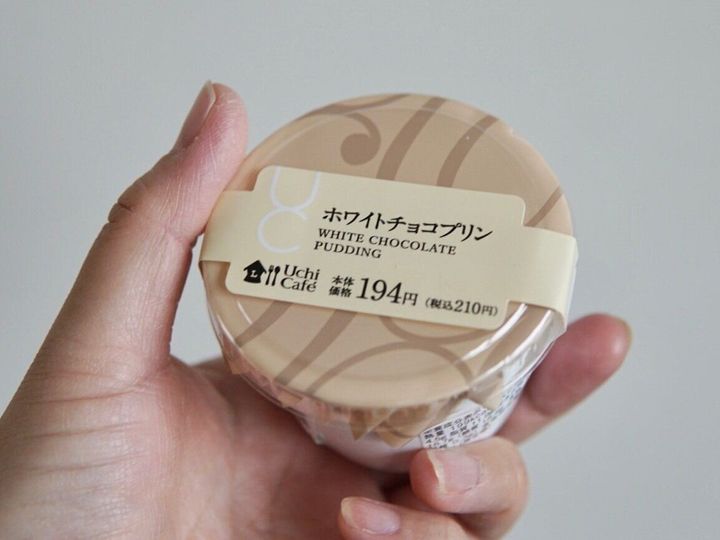 UC
ホワイトチョコプリン
WHITE CHOCOLATE
PUDDING
L
Uchi
Café
本体
価格 194円 (税込210円)